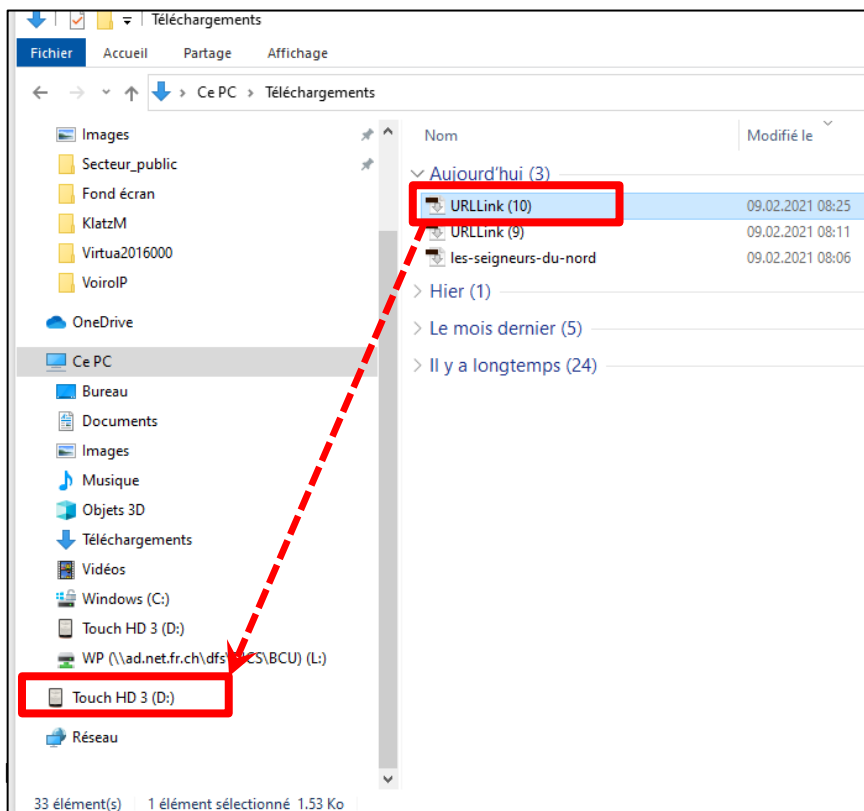 Téléchargements
Fichier Accueil Partage Affichage
Ce PC > Téléchargements
Images
Secteur_public
Fond écran
KlatzM
Virtua2016000
VoiroIP
OneDrive
Ce PC
Bureau
Documents
Images
Musique
Objets 3D
Téléchargements
Vidéos
Windows (C:)
Touch HD 3 (D:)
WP (\\ad.net.fr.ch\dfs\ \BCU) (L:)
Touch HD 3 (D:)
Réseau
Nom Modifié le
Aujourd'hui (3)
URLLink (10) 09.02.2021 08:25
URLLink (9) 09.02.2021 08:11
les-seigneurs-du-nord 09.02.2021 08:06
Hier (1)
Le mois dernier (5)
Il y a longtemps (24)
33 élément(s) 1 élément sélectionné 1.53 Ko